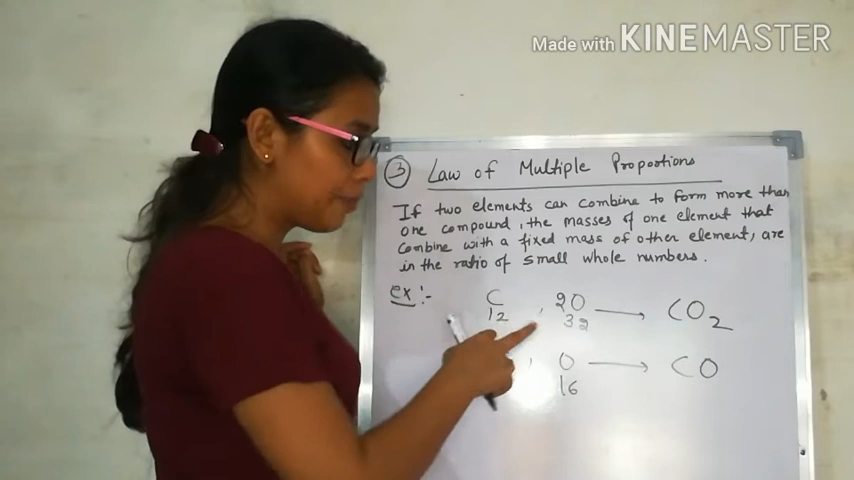 Made with KINEMASTER
③ Law of Multiple Proportions
If two elements can combine to form more than
one compound, the masses of one element that
combine with a fixed mass of other element, are
in the ratio of small whole numbers.
ex :- C , 2O → CO2
12 32
, O → CO
16